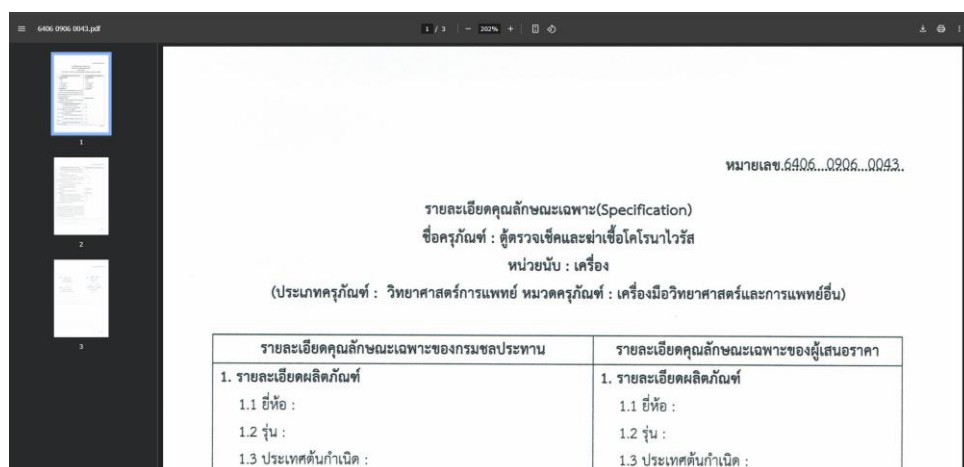 6406 0906 0043.pdf
1 / 3
202%
1
2
3
หมายเลข.6406...0906...0043.
รายละเอียดคุณลักษณะเฉพาะ(Specification)
ชื่อครุภัณฑ์ : ตู้ตรวจเช็คและฆ่าเชื้อโคโรนาไวรัส
หน่วยนับ : เครื่อง
(ประเภทครุภัณฑ์ : วิทยาศาสตร์การแพทย์ หมวดครุภัณฑ์ : เครื่องมือวิทยาศาสตร์และการแพทย์อื่น)
รายละเอียดคุณลักษณะเฉพาะของกรมชลประทาน
1. รายละเอียดผลิตภัณฑ์
1.1 ยี่ห้อ :
1.2 รุ่น :
1.3 ประเทศต้นกำเนิด :
รายละเอียดคุณลักษณะเฉพาะของผู้เสนอราคา
1. รายละเอียดผลิตภัณฑ์
1.1 ยี่ห้อ :
1.2 รุ่น :
1.3 ประเทศต้นกำเนิด :